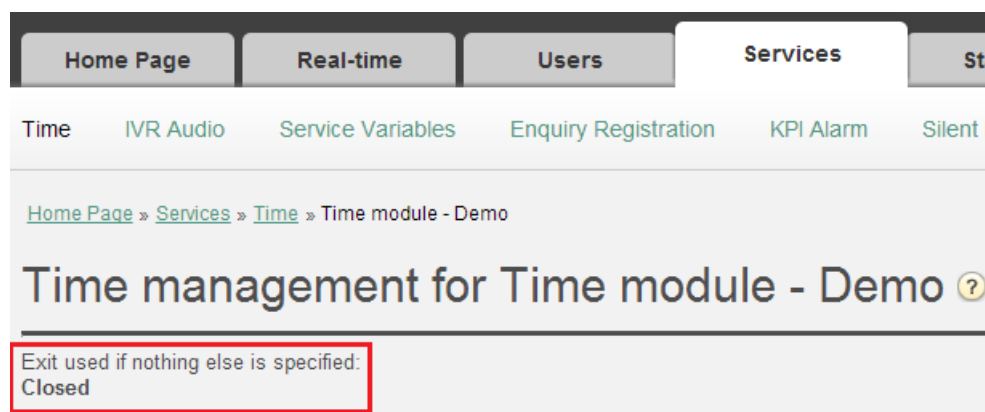 Home Page Real-time Users Services St
Time IVR Audio Service Variables Enquiry Registration KPI Alarm Silent
Home Page » Services » Time » Time module - Demo
Time management for Time module - Demo ?
Exit used if nothing else is specified:
Closed